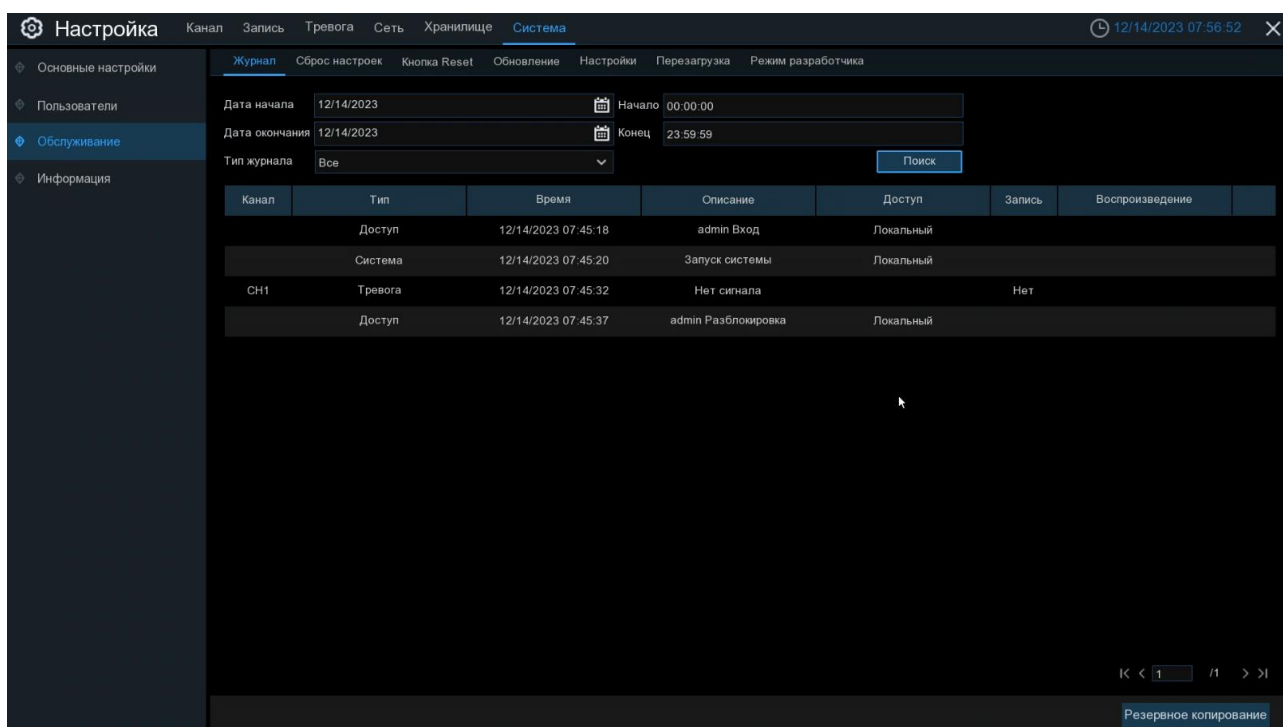 Настройка Канал Запись Тревога Сеть Хранилище Система 12/14/2023 07:56:52
Основные настройки
Пользователи
Обслуживание
Информация
Журнал Сброс настроек Кнопка Reset Обновление Настройки Перезагрузка Режим разработчика
Дата начала 12/14/2023 Начало 00:00:00
Дата окончания 12/14/2023 Конец 23:59:59
Тип журнала Все Поиск
Канал Тип Время Описание Доступ Запись Воспроизведение
Доступ 12/14/2023 07:45:18 admin Вход Локальный
Система 12/14/2023 07:45:20 Запуск системы Локальный
CH1 Тревога 12/14/2023 07:45:32 Нет сигнала Нет
Доступ 12/14/2023 07:45:37 admin Разблокировка Локальный
1 /1
Резервное копирование